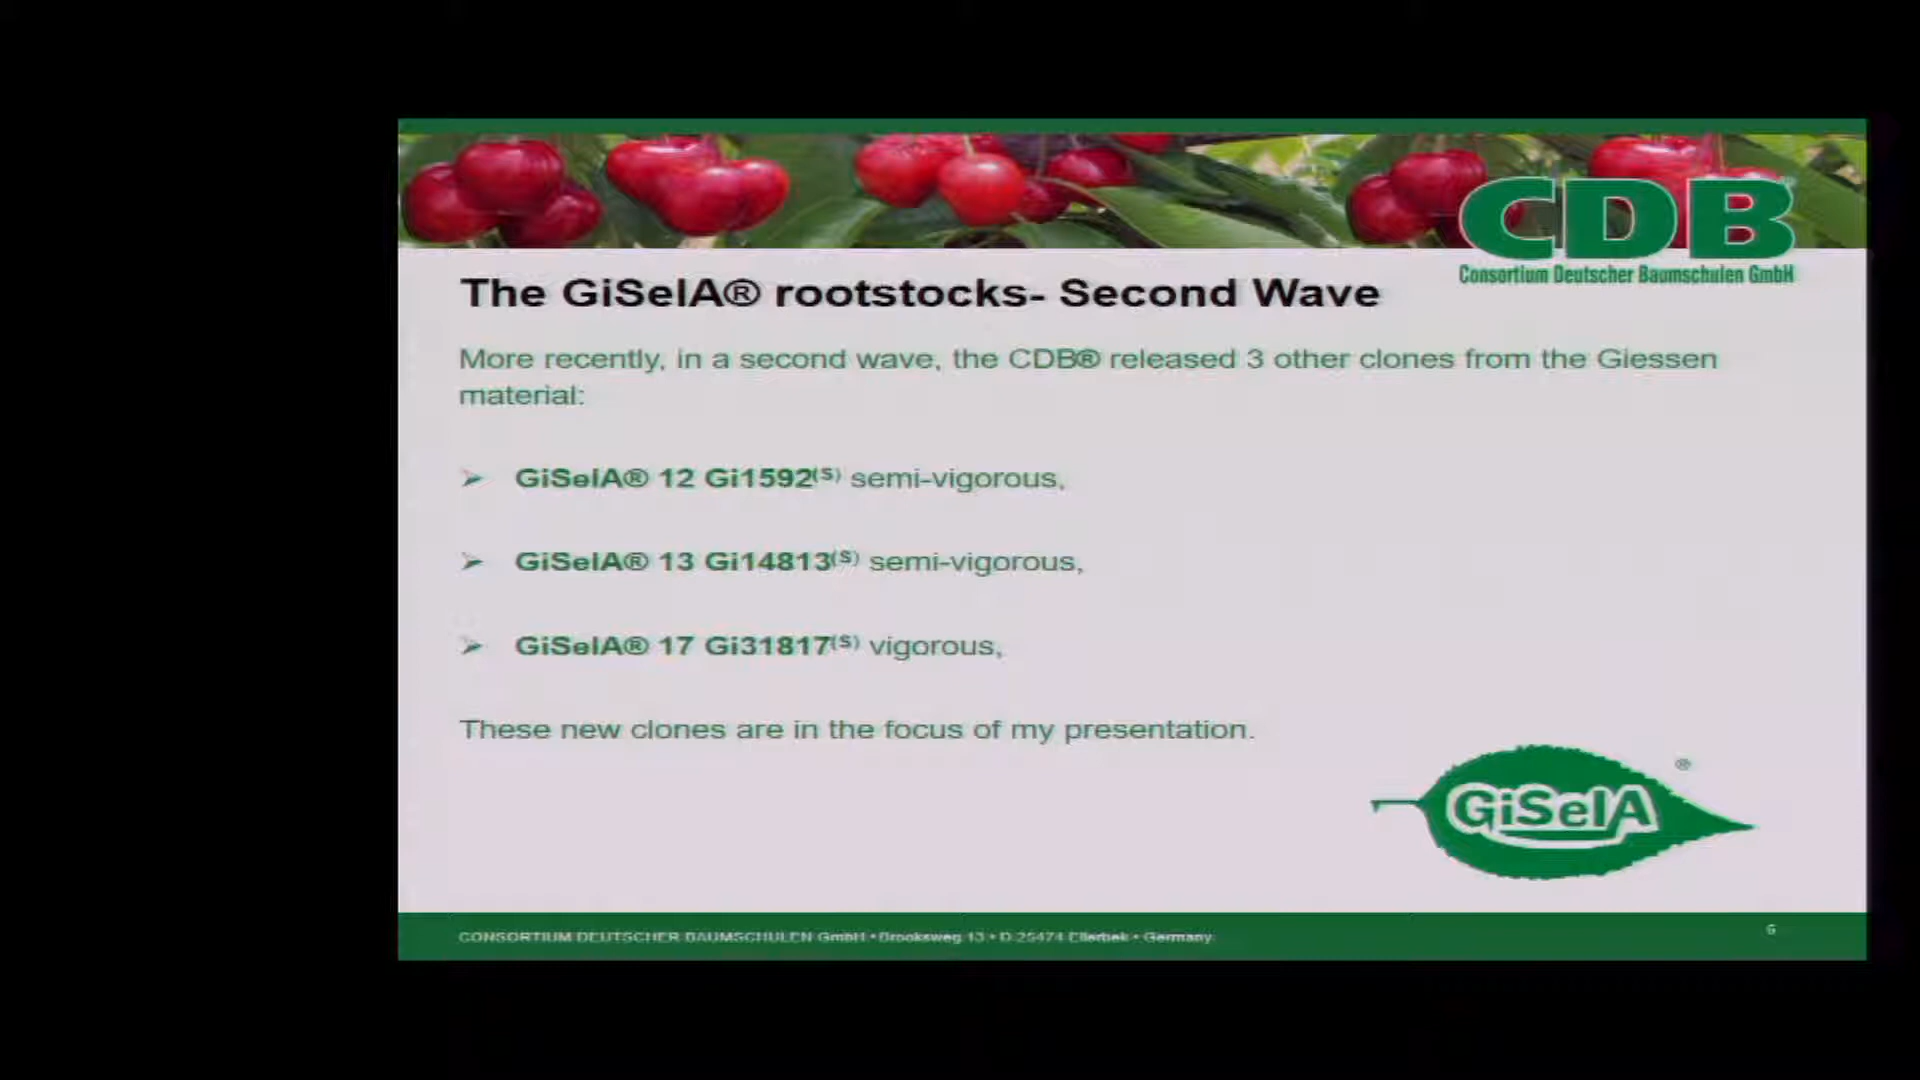 CDB
Consortium Deutscher Baumschulen GmbH
The GiSelA® rootstocks- Second Wave
More recently, in a second wave, the CDB® released 3 other clones from the Giessen
material:
➢ GiSelA® 12 Gi1592(S) semi-vigorous,
➢ GiSelA® 13 Gi14813(S) semi-vigorous,
➢ GiSelA® 17 Gi31817(S) vigorous,
These new clones are in the focus of my presentation.
GiSelA ®
CONSORTIUM DEUTSCHER BAUMSCHULEN GmbH • Brooksweg 13 • D 25474 Ellerbek • Germany